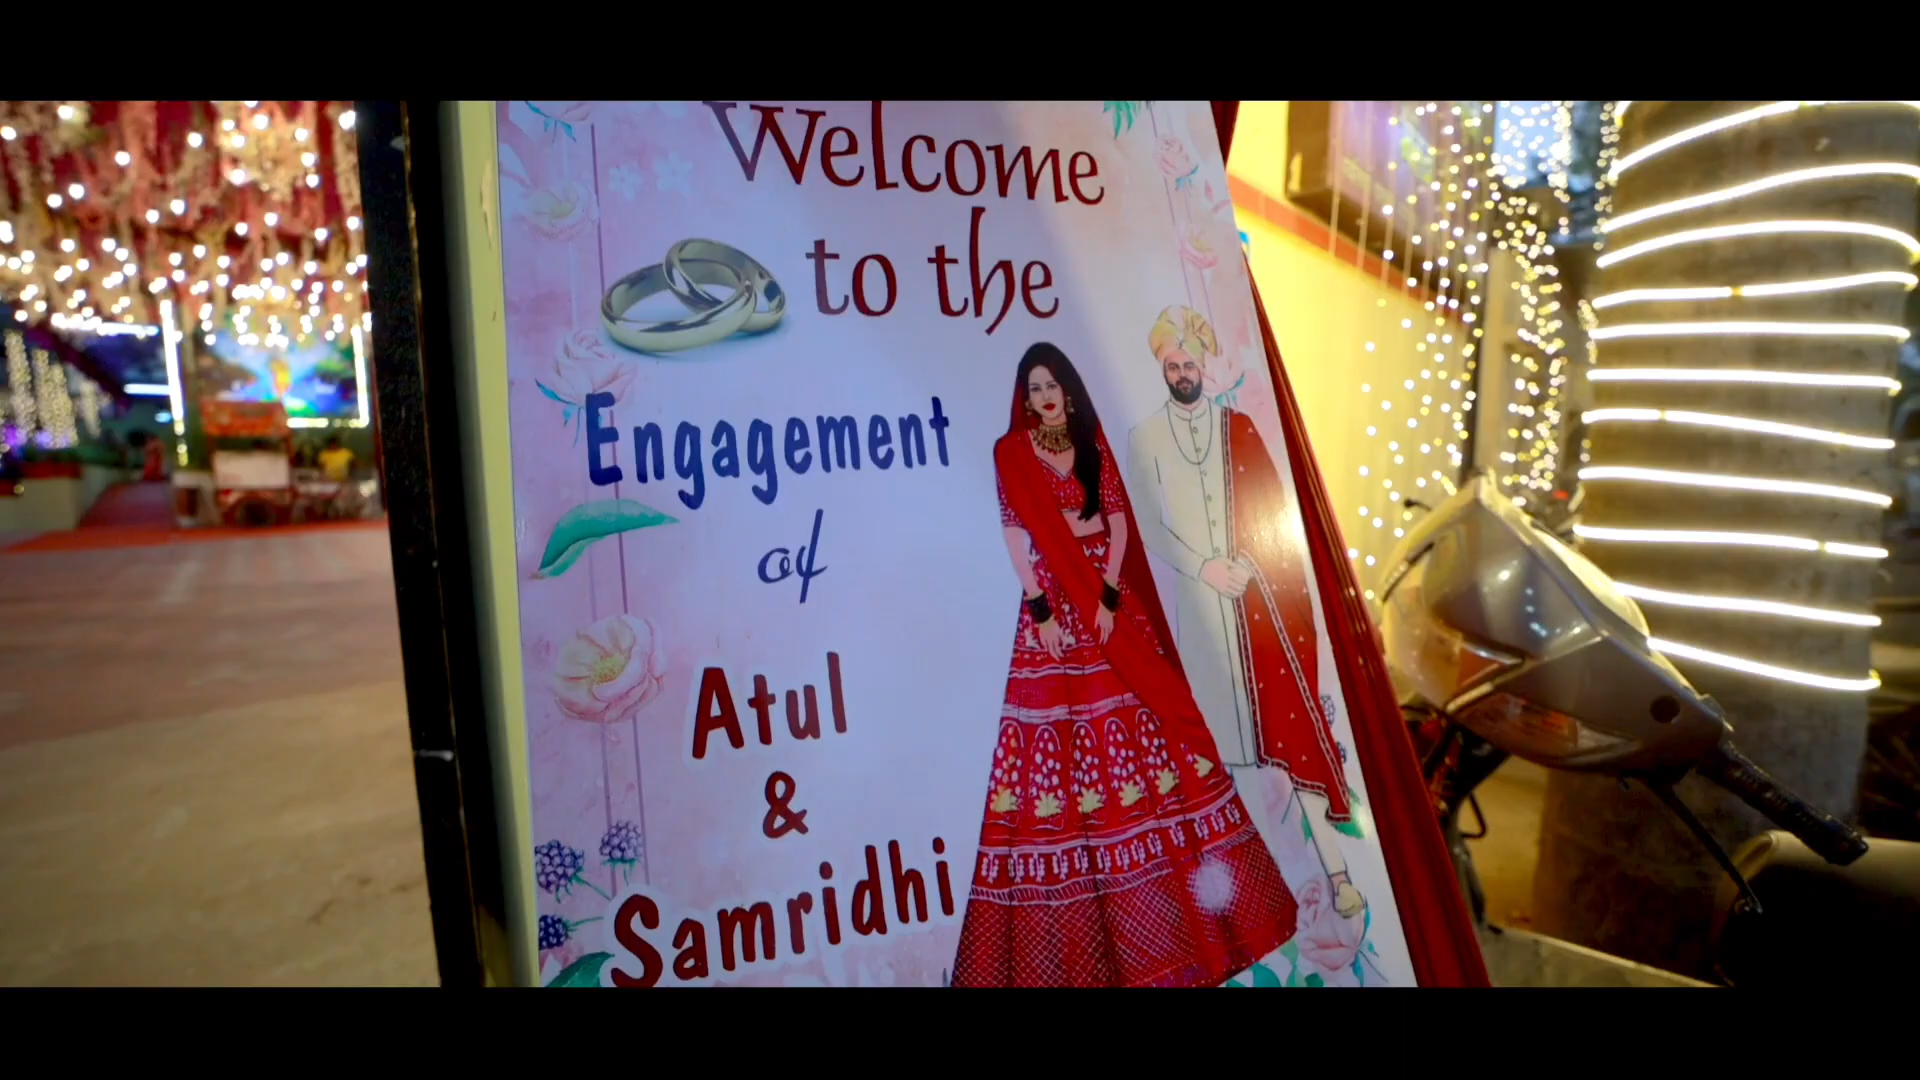 Welcome
to the
Engagement
of
Atul
&
Samridhi